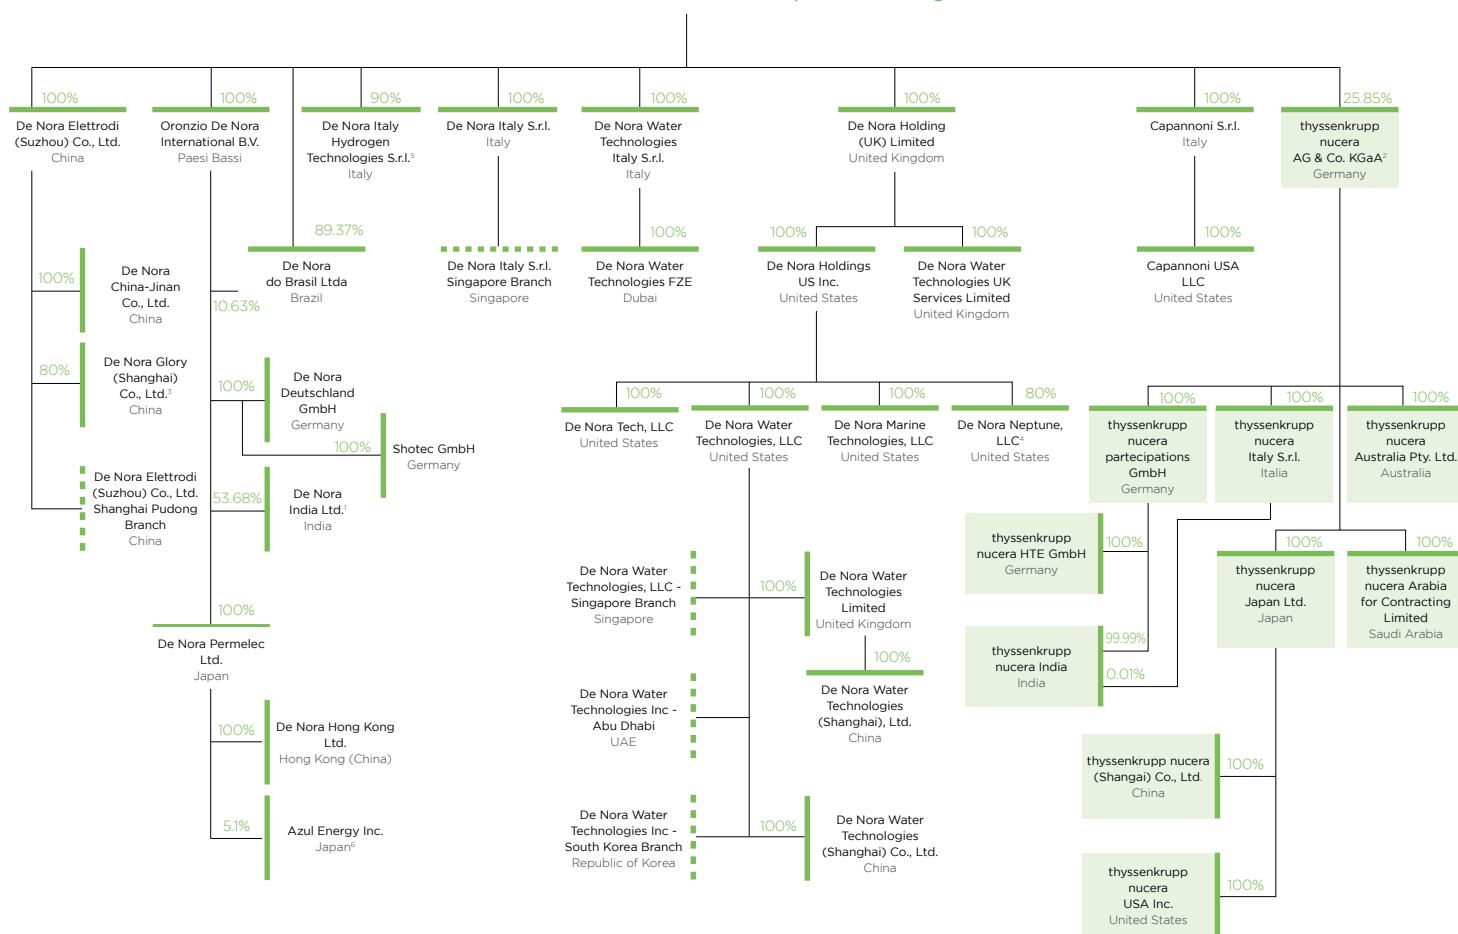 100%
De Nora Elettrodi
(Suzhou) Co., Ltd.
China
100%
Oronzio De Nora
International B.V.
Paesi Bassi
90%
De Nora Italy
Hydrogen
Technologies S.r.l.⁵
Italy
100%
De Nora Italy S.r.l.
Italy
100%
De Nora Water
Technologies
Italy S.r.l.
Italy
100%
De Nora Holding
(UK) Limited
United Kingdom
100%
Capannoni S.r.l.
Italy
25.85%
thyssenkrupp
nucera
AG & Co. KGaA²
Germany
89.37%
De Nora
do Brasil Ltda
Brazil
De Nora Italy S.r.l.
Singapore Branch
Singapore
100%
De Nora Water
Technologies FZE
Dubai
100%
De Nora Holdings
US Inc.
United States
100%
De Nora Water
Technologies UK
Services Limited
United Kingdom
100%
Capannoni USA
LLC
United States
100%
De Nora
China-Jinan
Co., Ltd.
China
10.63%
80%
De Nora Glory
(Shanghai)
Co., Ltd.³
China
100%
De Nora
Deutschland
GmbH
Germany
100%
Shotec GmbH
Germany
De Nora Elettrodi
(Suzhou) Co., Ltd.
Shanghai Pudong
Branch
China
53.68%
De Nora
India Ltd.¹
India
100%
De Nora Permelec
Ltd.
Japan
100%
De Nora Hong Kong
Ltd.
Hong Kong (China)
5.1%
Azul Energy Inc.
Japan⁶
100%
De Nora Tech, LLC
United States
100%
De Nora Water
Technologies, LLC
United States
100%
De Nora Marine
Technologies, LLC
United States
80%
De Nora Neptune,
LLC⁴
United States
De Nora Water
Technologies, LLC -
Singapore Branch
Singapore
100%
De Nora Water
Technologies
Limited
United Kingdom
100%
De Nora Water
Technologies
(Shanghai), Ltd.
China
De Nora Water
Technologies Inc -
Abu Dhabi
UAE
De Nora Water
Technologies Inc -
South Korea Branch
Republic of Korea
100%
De Nora Water
Technologies
(Shanghai) Co., Ltd.
China
100%
thyssenkrupp
nucera
partecipations
GmbH
Germany
100%
thyssenkrupp
nucera
Italy S.r.l.
Italia
100%
thyssenkrupp
nucera
Australia Pty. Ltd.
Australia
thyssenkrupp
nucera HTE GmbH
Germany
100%
thyssenkrupp
nucera India
India
99.99%
0.01%
100%
thyssenkrupp
nucera
Japan Ltd.
Japan
100%
thyssenkrupp
nucera Arabia
for Contracting
Limited
Saudi Arabia
thyssenkrupp nucera
(Shangai) Co., Ltd.
China
100%
thyssenkrupp
nucera
USA Inc.
United States
100%